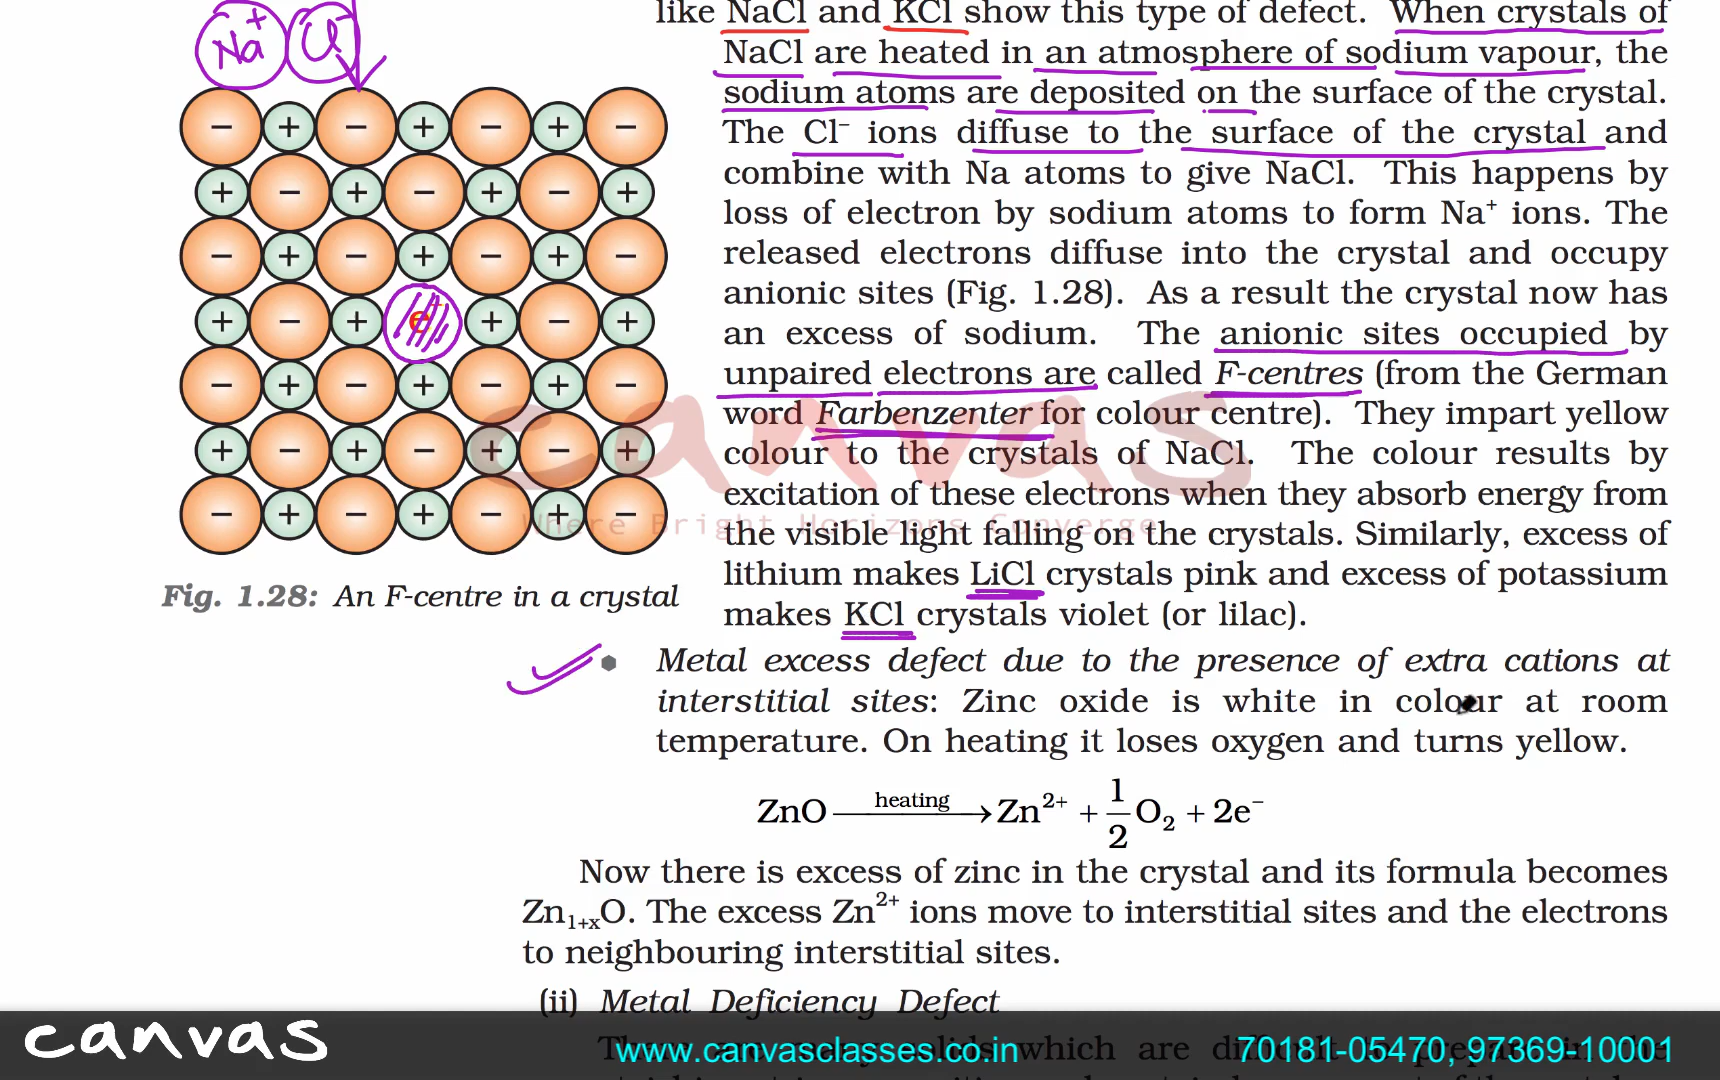 Na+ Cl-
like NaCl and KCl show this type of defect. When crystals of
NaCl are heated in an atmosphere of sodium vapour, the
sodium atoms are deposited on the surface of the crystal.
The Cl⁻ ions diffuse to the surface of the crystal and
combine with Na atoms to give NaCl. This happens by
loss of electron by sodium atoms to form Na⁺ ions. The
released electrons diffuse into the crystal and occupy
anionic sites (Fig. 1.28). As a result the crystal now has
an excess of sodium. The anionic sites occupied by
unpaired electrons are called F-centres (from the German
word Farbenzenter for colour centre). They impart yellow
colour to the crystals of NaCl. The colour results by
excitation of these electrons when they absorb energy from
the visible light falling on the crystals. Similarly, excess of
lithium makes LiCl crystals pink and excess of potassium
makes KCl crystals violet (or lilac).
− + − + − + −
+ − + − + − +
− + − + − + −
+ − + e⁻ + − +
− + − + − + −
+ − + − + − +
− + − + − + −
Fig. 1.28: An F-centre in a crystal
canvas
Where Bright Horizons Converge.
Metal excess defect due to the presence of extra cations at
interstitial sites: Zinc oxide is white in colour at room
temperature. On heating it loses oxygen and turns yellow.
ZnO heating→ Zn²⁺ + 1/2 O₂ + 2e⁻
Now there is excess of zinc in the crystal and its formula becomes
Zn₁₊ₓO. The excess Zn²⁺ ions move to interstitial sites and the electrons
to neighbouring interstitial sites.
(ii) Metal Deficiency Defect
canvas
www.canvasclasses.co.in
70181-05470, 97369-10001